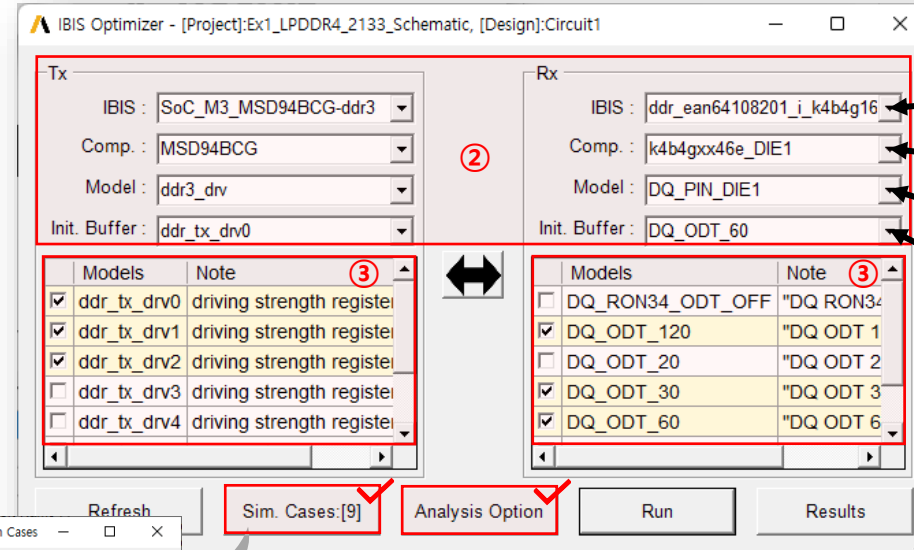 IBIS Optimizer - [Project]:Ex1_LPDDR4_2133_Schematic, [Design]:Circuit1
Tx
IBIS : SoC_M3_MSD94BCG-ddr3
Comp. : MSD94BCG
Model : ddr3_drv
Init. Buffer : ddr_tx_drv0
②
Rx
IBIS : ddr_ean64108201_i_k4b4g16
Comp. : k4b4gxx46e_DIE1
Model : DQ_PIN_DIE1
Init. Buffer : DQ_ODT_60
Models Note ③
ddr_tx_drv0 driving strength register
ddr_tx_drv1 driving strength register
ddr_tx_drv2 driving strength register
ddr_tx_drv3 driving strength register
ddr_tx_drv4 driving strength register
Models Note ③
DQ_RON34_ODT_OFF "DQ RON34
DQ_ODT_120 "DQ ODT 1
DQ_ODT_20 "DQ ODT 2
DQ_ODT_30 "DQ ODT 3
DQ_ODT_60 "DQ ODT 6
Refresh Sim. Cases:[9] Analysis Option Run Results
Cases